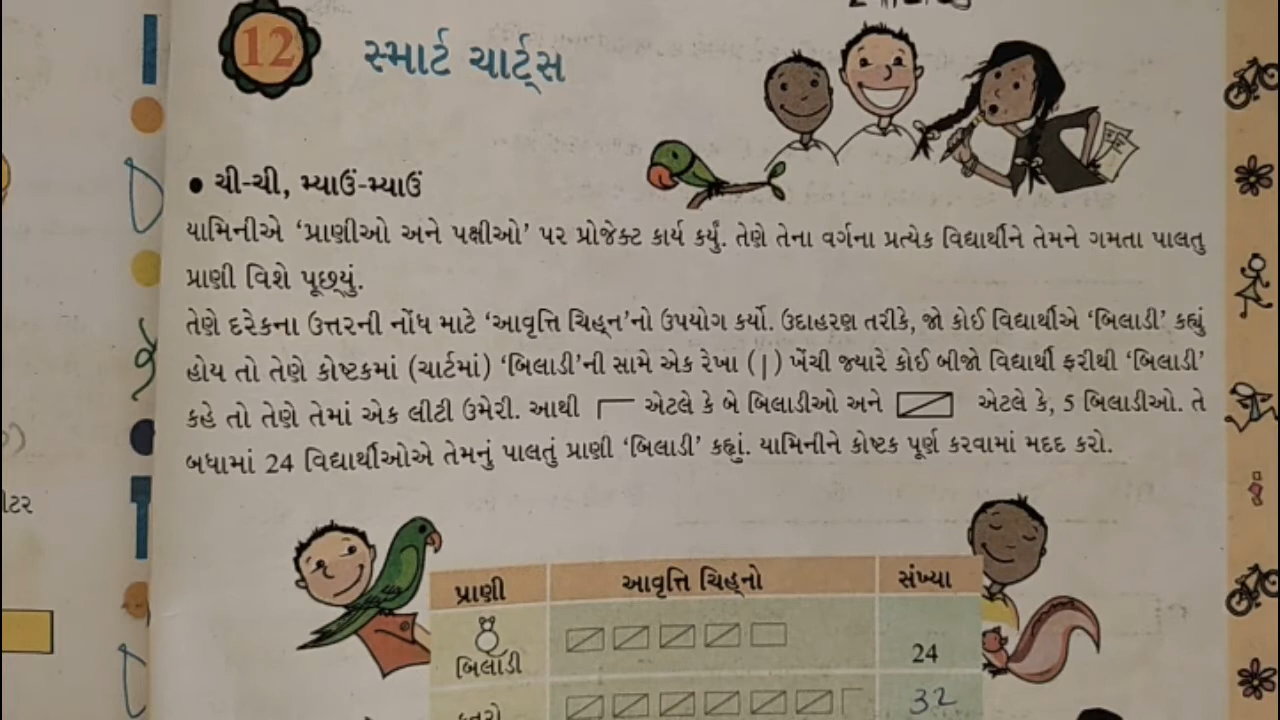 12
સ્માર્ટ ચાર્ટ્સ
• ચી-ચી, મ્યાઉં-મ્યાઉં
યામિનીએ ‘પ્રાણીઓ અને પક્ષીઓ’ પર પ્રોજેક્ટ કાર્ય કર્યું. તેણે તેના વર્ગના પ્રત્યેક વિદ્યાર્થીને તેમને ગમતા પાલતુ
પ્રાણી વિશે પૂછ્યું.
તેણે દરેકના ઉત્તરની નોંધ માટે ‘આવૃત્તિ ચિહ્ન’નો ઉપયોગ કર્યો. ઉદાહરણ તરીકે, જો કોઈ વિદ્યાર્થીએ ‘બિલાડી’ કહ્યું
હોય તો તેણે કોષ્ટકમાં (ચાર્ટમાં) ‘બિલાડી’ની સામે એક રેખા (|) ખેંચી જ્યારે કોઈ બીજો વિદ્યાર્થી ફરીથી ‘બિલાડી’
કહે તો તેણે તેમાં એક લીટી ઉમેરી. આથી એટલે કે બે બિલાડીઓ અને એટલે કે, 5 બિલાડીઓ. તે
બધામાં 24 વિદ્યાર્થીઓએ તેમનું પાલતું પ્રાણી ‘બિલાડી’ કહ્યાં. યામિનીને કોષ્ટક પૂર્ણ કરવામાં મદદ કરો.
ીટર
પ્રાણી આવૃત્તિ ચિહ્નો સંખ્યા
બિલાડી 24
32